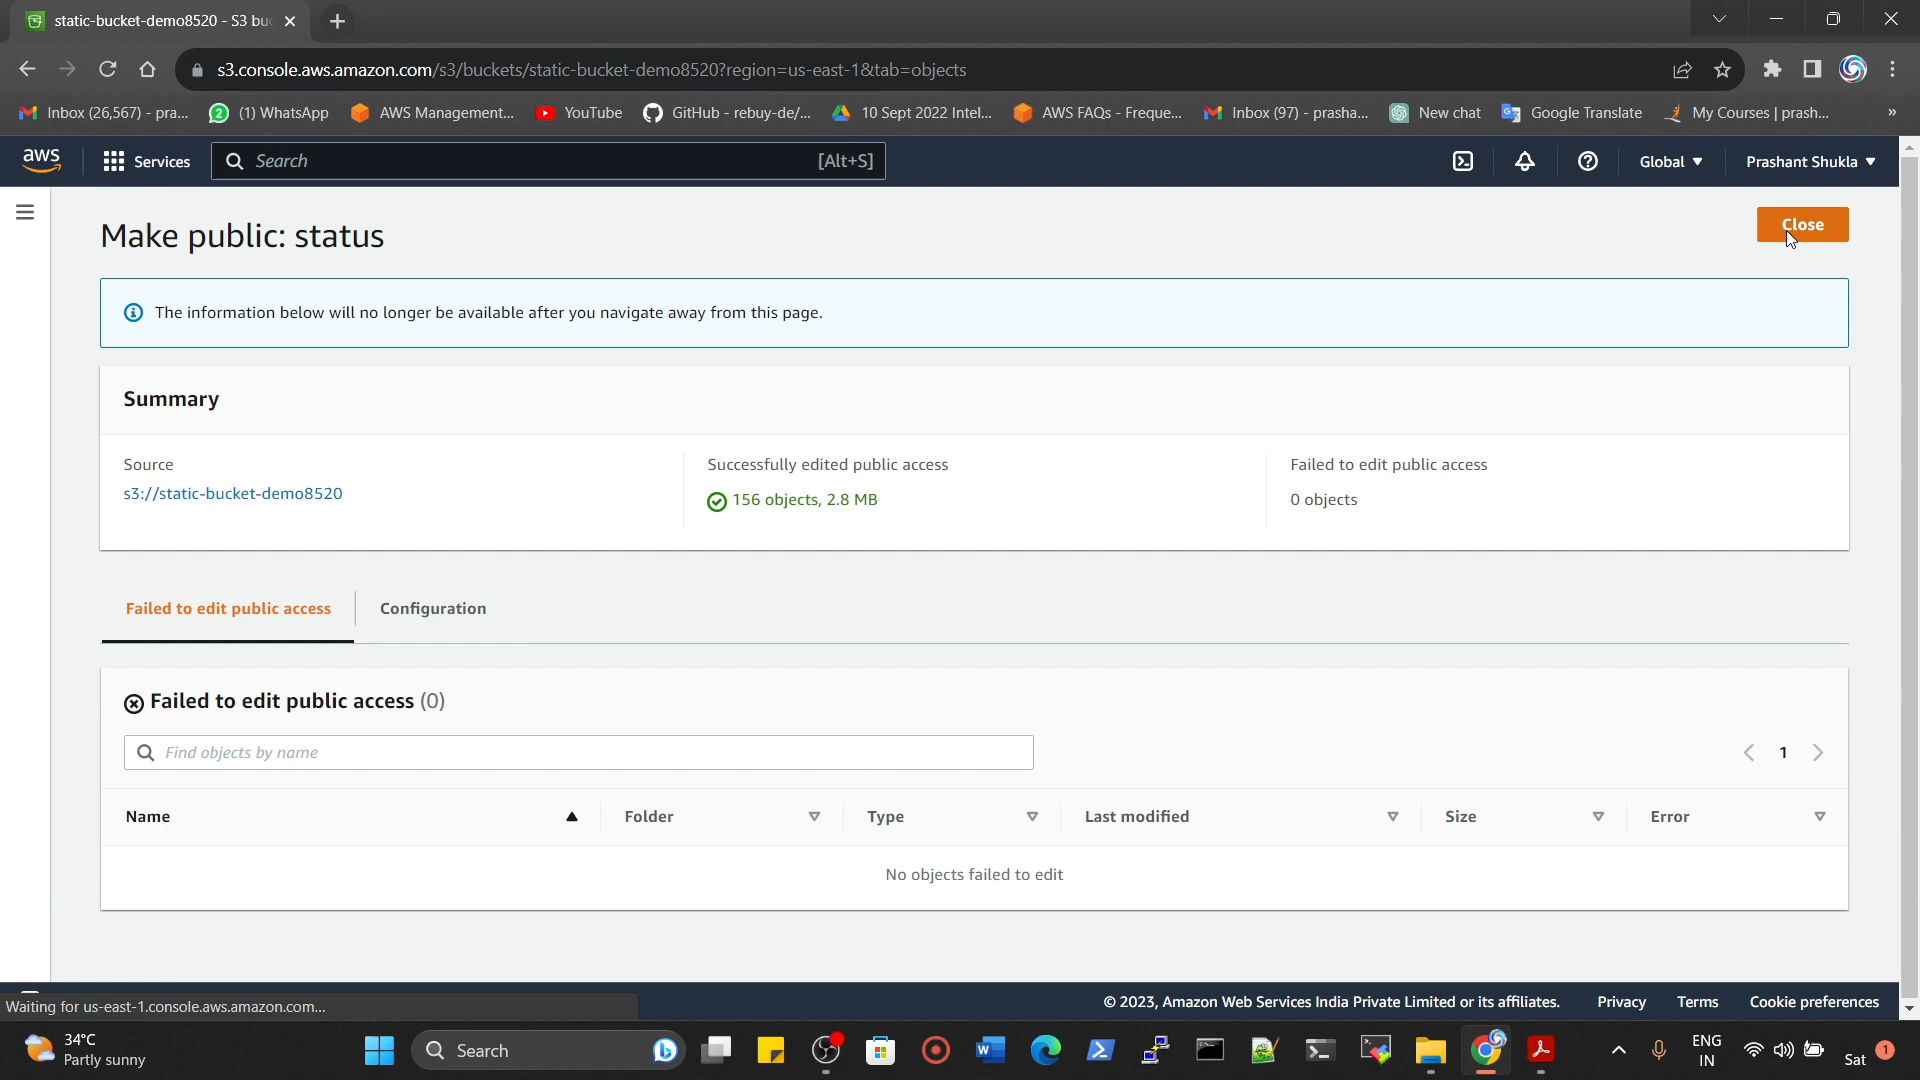 static-bucket-demo8520 - S3 buc
s3.console.aws.amazon.com/s3/buckets/static-bucket-demo8520?region=us-east-1&tab=objects
Inbox (26,567) - pra...
(1) WhatsApp
AWS Management...
YouTube
GitHub - rebuy-de/...
10 Sept 2022 Intel...
AWS FAQs - Freque...
Inbox (97) - prasha...
New chat
Google Translate
My Courses | prash...
»
aws
Services
Search
[Alt+S]
Global
Prashant Shukla
Make public: status
Close
The information below will no longer be available after you navigate away from this page.
Summary
Source
s3://static-bucket-demo8520
Successfully edited public access
156 objects, 2.8 MB
Failed to edit public access
0 objects
Failed to edit public access
Configuration
Failed to edit public access (0)
Find objects by name
1
Name
Folder
Type
Last modified
Size
Error
No objects failed to edit
Waiting for us-east-1.console.aws.amazon.com...
© 2023, Amazon Web Services India Private Limited or its affiliates.
Privacy
Terms
Cookie preferences
34°C
Partly sunny
Search
ENG
IN
Sat
1